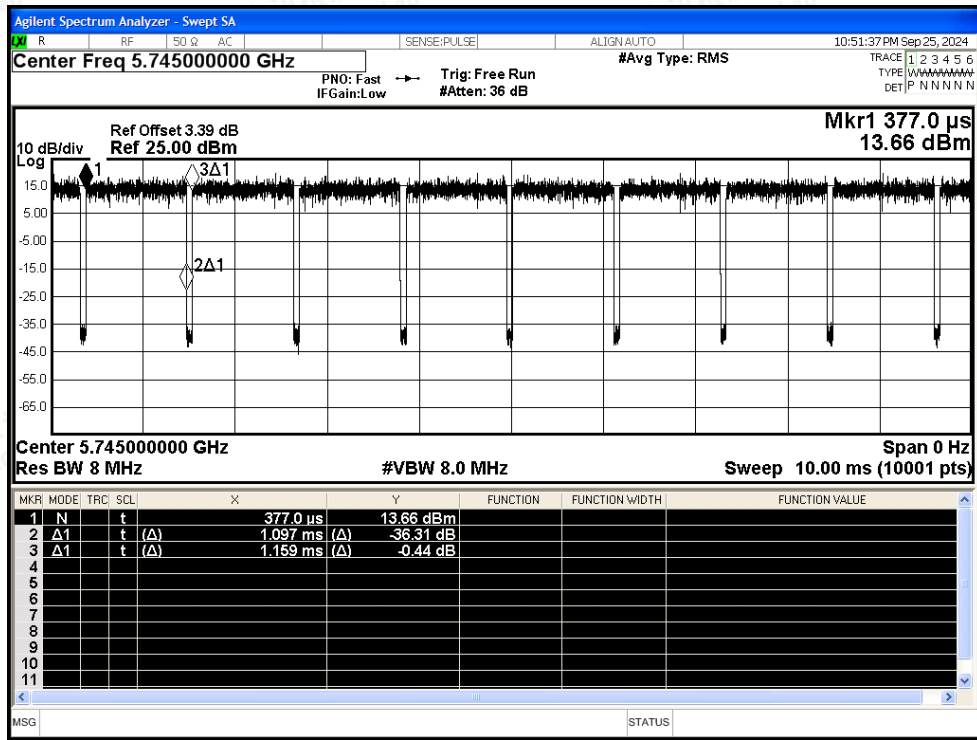 Agilent Spectrum Analyzer - Swept SA
LXI R RF 50 Ω AC SENSE:PULSE ALIGN AUTO 10:51:37 PM Sep 25, 2024
Center Freq 5.745000000 GHz
PNO: Fast
IFGain:Low
Trig: Free Run
#Atten: 36 dB
#Avg Type: RMS
TRACE 1 2 3 4 5 6
TYPE
DET P N N N N N
Mkr1 377.0 µs
13.66 dBm
Ref Offset 3.39 dB
10 dB/div Ref 25.00 dBm
Log
1
3Δ1
15.0
5.00
-5.00
2Δ1
-15.0
-25.0
-35.0
-45.0
-55.0
-65.0
Center 5.745000000 GHz Span 0 Hz
Res BW 8 MHz #VBW 8.0 MHz Sweep 10.00 ms (10001 pts)
MKR MODE TRC SCL X Y FUNCTION FUNCTION WIDTH FUNCTION VALUE
1 N t 377.0 µs 13.66 dBm
2 Δ1 t (Δ) 1.097 ms (Δ) -36.31 dB
3 Δ1 t (Δ) 1.159 ms (Δ) -0.44 dB
4
5
6
7
8
9
10
11
MSG STATUS